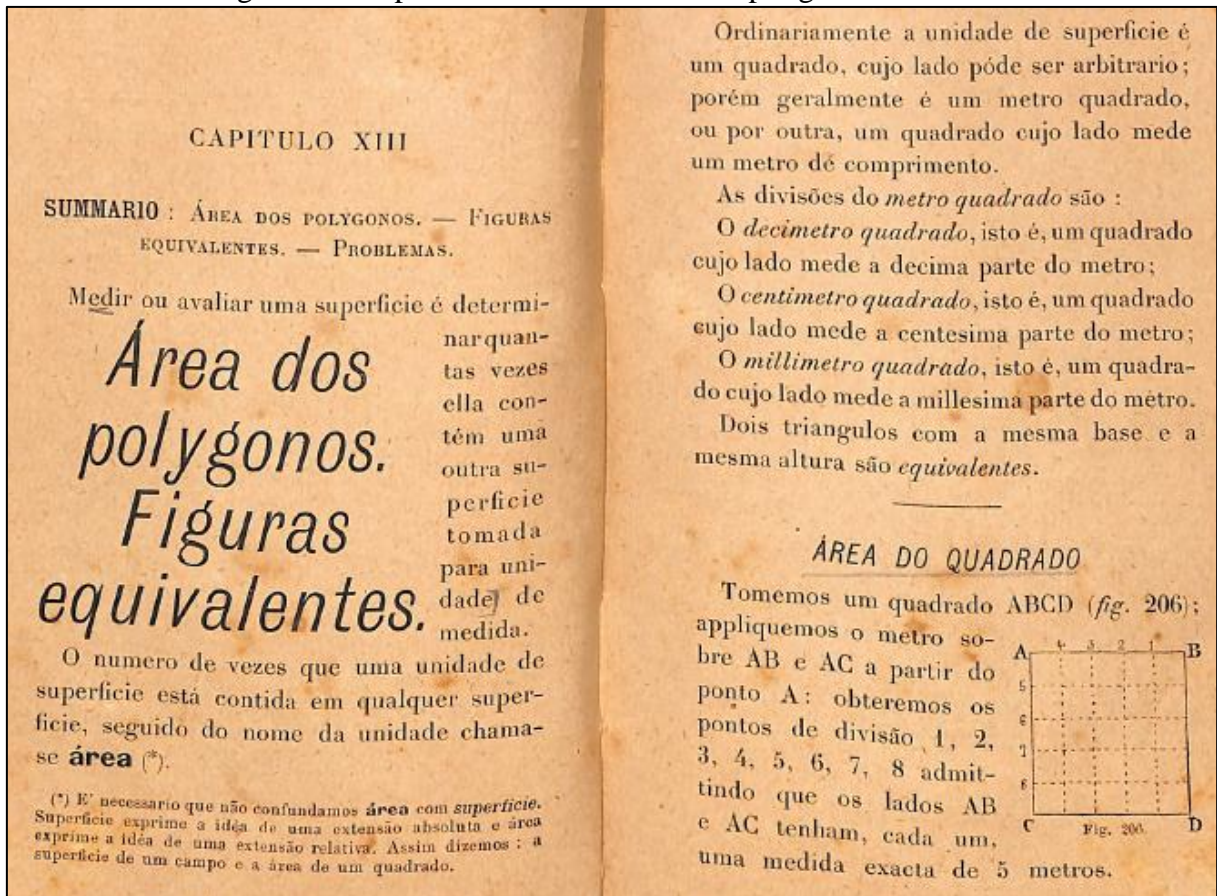 CAPITULO XIII
SUMMARIO : ÁREA DOS POLYGONOS. — FIGURAS
EQUIVALENTES. — PROBLEMAS.
Medir ou avaliar uma superficie é determi-
nar quan-
tas vezes
ella con-
tém uma
outra su-
perficie
tomada
para uni-
dade de
medida.
Área dos
polygonos.
Figuras
equivalentes.
O numero de vezes que uma unidade de
superficie está contida em qualquer super-
ficie, seguido do nome da unidade chama-
se área (*).
(*) E' necessario que não confundamos área com superficie.
Superficie exprime a idéa de uma extensão absoluta e área
exprime a idéa de uma extensão relativa. Assim dizemos : a
superficie de um campo e a área de um quadrado.
Ordinariamente a unidade de superficie é
um quadrado, cujo lado póde ser arbitrario;
porém geralmente é um metro quadrado,
ou por outra, um quadrado cujo lado mede
um metro de comprimento.
As divisões do metro quadrado são :
O decimetro quadrado, isto é, um quadrado
cujo lado mede a decima parte do metro;
O centimetro quadrado, isto é, um quadrado
cujo lado mede a centesima parte do metro;
O millimetro quadrado, isto é, um quadra-
do cujo lado mede a millesima parte do metro.
Dois triangulos com a mesma base e a
mesma altura são equivalentes.
ÁREA DO QUADRADO
Tomemos um quadrado ABCD (fig. 206);
appliquemos o metro so-
bre AB e AC a partir do
ponto A: obteremos os
pontos de divisão 1, 2,
3, 4, 5, 6, 7, 8 admit-
tindo que os lados AB
e AC tenham, cada um,
uma medida exacta de 5 metros.
A 4 3 2 1 B
5
6
7
8
C D
Fig. 206.